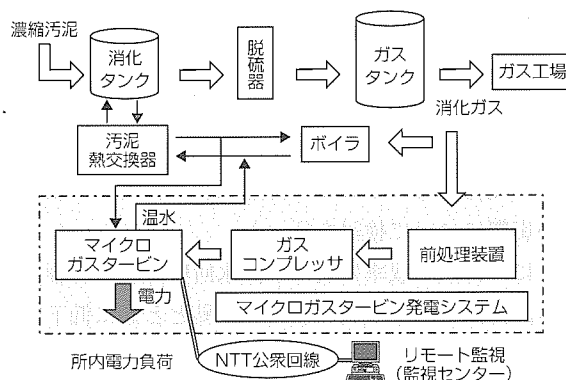 濃縮汚泥
消化
タンク
脱硫器
ガス
タンク
ガス工場
消化ガス
汚泥
熱交換器
ボイラ
温水
マイクロ
ガスタービン
ガス
コンプレッサ
前処理装置
電力
マイクロガスタービン発電システム
所内電力負荷
NTT公衆回線
リモート監視
(監視センター)